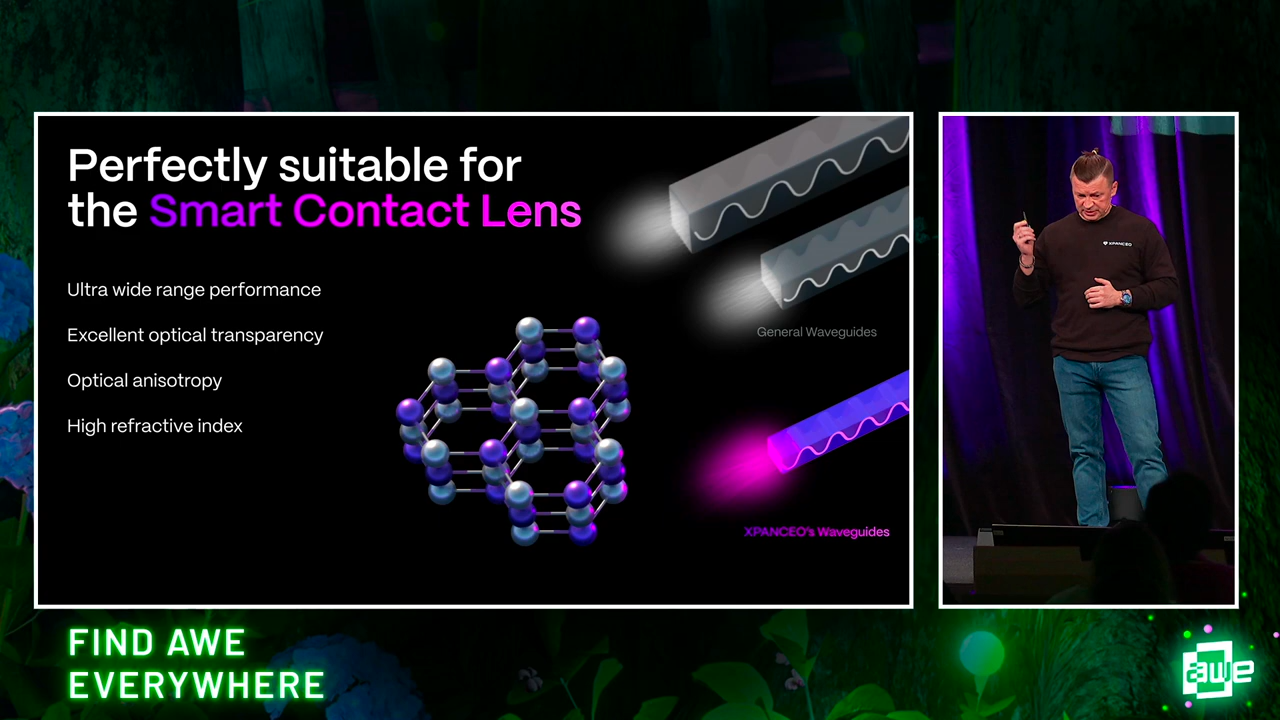 Perfectly suitable for
the Smart Contact Lens
Ultra wide range performance
Excellent optical transparency
Optical anisotropy
High refractive index
General Waveguides
XPANCEO's Waveguides
XPANCEO
FIND AWE
EVERYWHERE
awe